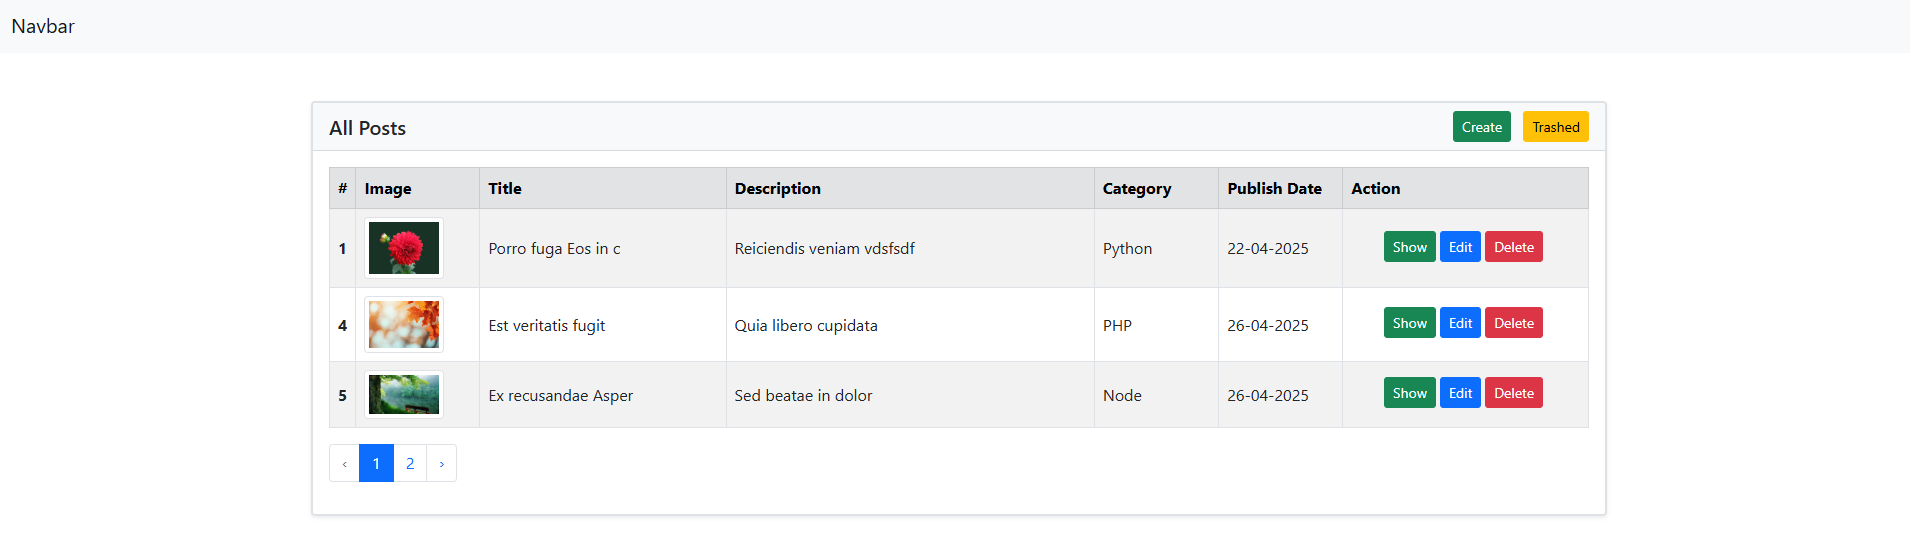 Navbar
All Posts Create Trashed
# Image Title Description Category Publish Date Action
1 Porro fuga Eos in c Reiciendis veniam vdsfsdf Python 22-04-2025 Show Edit Delete
4 Est veritatis fugit Quia libero cupidata PHP 26-04-2025 Show Edit Delete
5 Ex recusandae Asper Sed beatae in dolor Node 26-04-2025 Show Edit Delete
‹ 1 2 ›